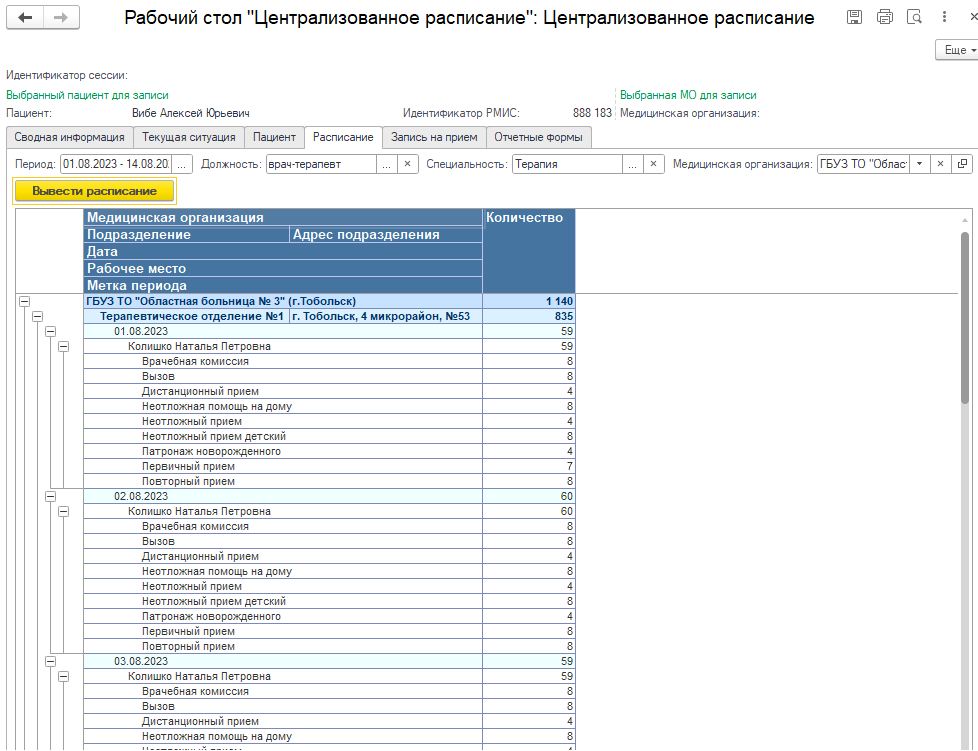 Рабочий стол "Централизованное расписание": Централизованное расписание
Еще
Идентификатор сессии:
Выбранный пациент для записи Выбранная МО для записи
Пациент: Вибе Алексей Юрьевич Идентификатор РМИС: 888 183 Медицинская организация:
Сводная информация Текущая ситуация Пациент Расписание Запись на прием Отчетные формы
Период: 01.08.2023 - 14.08.20 ... Должность: врач-терапевт ... × Специальность: Терапия ... × Медицинская организация: ГБУЗ ТО "Област ×
Вывести расписание
Медицинская организация Количество
Подразделение Адрес подразделения
Дата
Рабочее место
Метка периода
ГБУЗ ТО "Областная больница № 3" (г.Тобольск) 1 140
Терапевтическое отделение №1 г. Тобольск, 4 микрорайон, №53 835
01.08.2023 59
Колишко Наталья Петровна 59
Врачебная комиссия 8
Вызов 8
Дистанционный прием 4
Неотложная помощь на дому 8
Неотложный прием 4
Неотложный прием детский 8
Патронаж новорожденного 4
Первичный прием 7
Повторный прием 8
02.08.2023 60
Колишко Наталья Петровна 60
Врачебная комиссия 8
Вызов 8
Дистанционный прием 4
Неотложная помощь на дому 8
Неотложный прием 4
Неотложный прием детский 8
Патронаж новорожденного 4
Первичный прием 8
Повторный прием 8
03.08.2023 59
Колишко Наталья Петровна 59
Врачебная комиссия 8
Вызов 8
Дистанционный прием 4
Неотложная помощь на дому 8